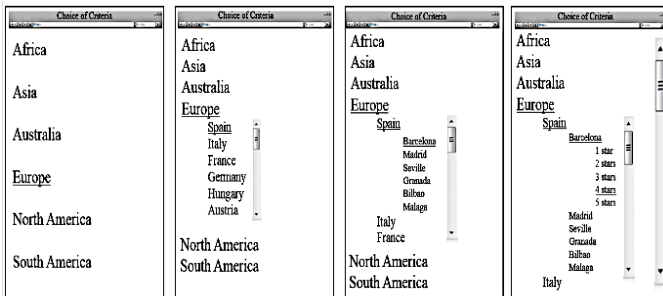 Choice of Criteria
Africa
Asia
Australia
Europe
North America
South America
Choice of Criteria
Africa
Asia
Australia
Europe
Spain
Italy
France
Germany
Hungary
Austria
North America
South America
Choice of Criteria
Africa
Asia
Australia
Europe
Spain
Barcelona
Madrid
Seville
Granada
Bilbao
Malaga
Italy
France
North America
South America
Choice of Criteria
Africa
Asia
Australia
Europe
Spain
Barcelona
1 star
2 stars
3 stars
4 stars
5 stars
Madrid
Seville
Granada
Bilbao
Malaga
Italy